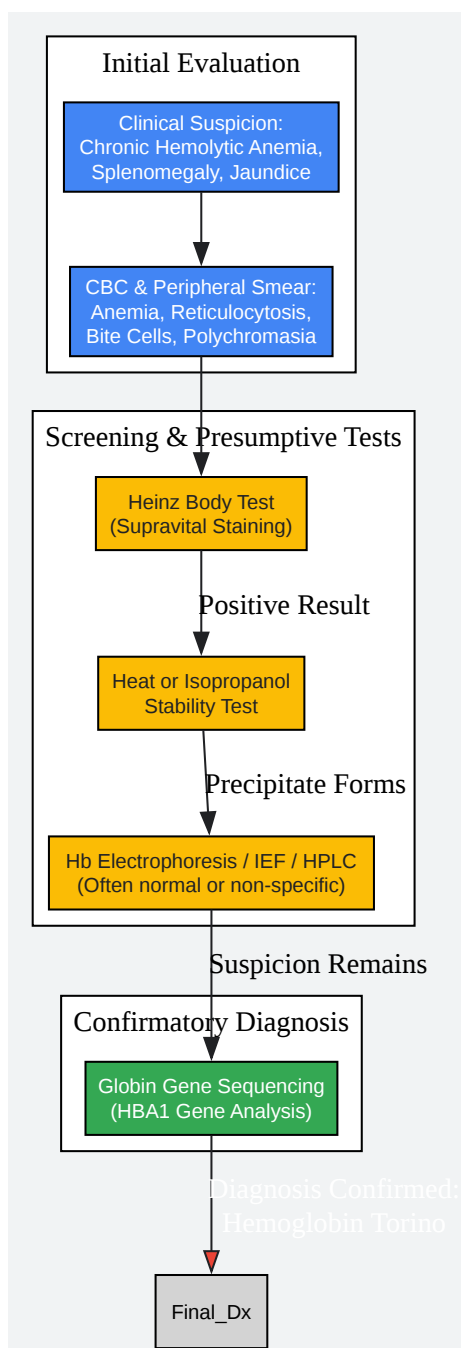 Initial Evaluation
Clinical Suspicion:
Chronic Hemolytic Anemia,
Splenomegaly, Jaundice
CBC & Peripheral Smear:
Anemia, Reticulocytosis,
Bite Cells, Polychromasia
Screening & Presumptive Tests
Heinz Body Test
(Supravital Staining)
Positive Result
Heat or Isopropanol
Stability Test
Precipitate Forms
Hb Electrophoresis / IEF / HPLC
(Often normal or non-specific)
Suspicion Remains
Confirmatory Diagnosis
Globin Gene Sequencing
(HBA1 Gene Analysis)
Diagnosis Confirmed:
Hemoglobin Torino
Final_Dx